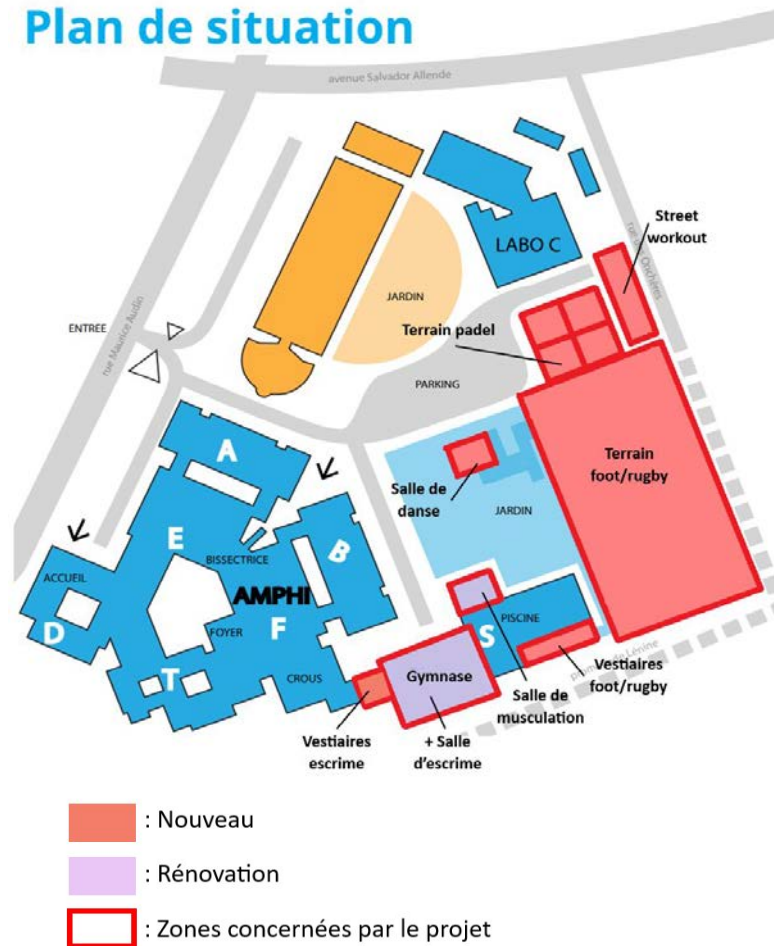 Plan de situation
avenue Salvador Allende
rue Maurice Audin
ENTREE
LABO C
Street
workout
JARDIN
Terrain padel
PARKING
A
Terrain
foot/rugby
Salle de
danse
JARDIN
E
BISSECTRICE
B
ACCUEIL
AMPHI
D
FOYER
F
PISCINE
S
T
CROUS
Gymnase
Vestiaires
foot/rugby
Salle de
musculation
Vestiaires
escrime
+ Salle
d'escrime
: Nouveau
: Rénovation
: Zones concernées par le projet